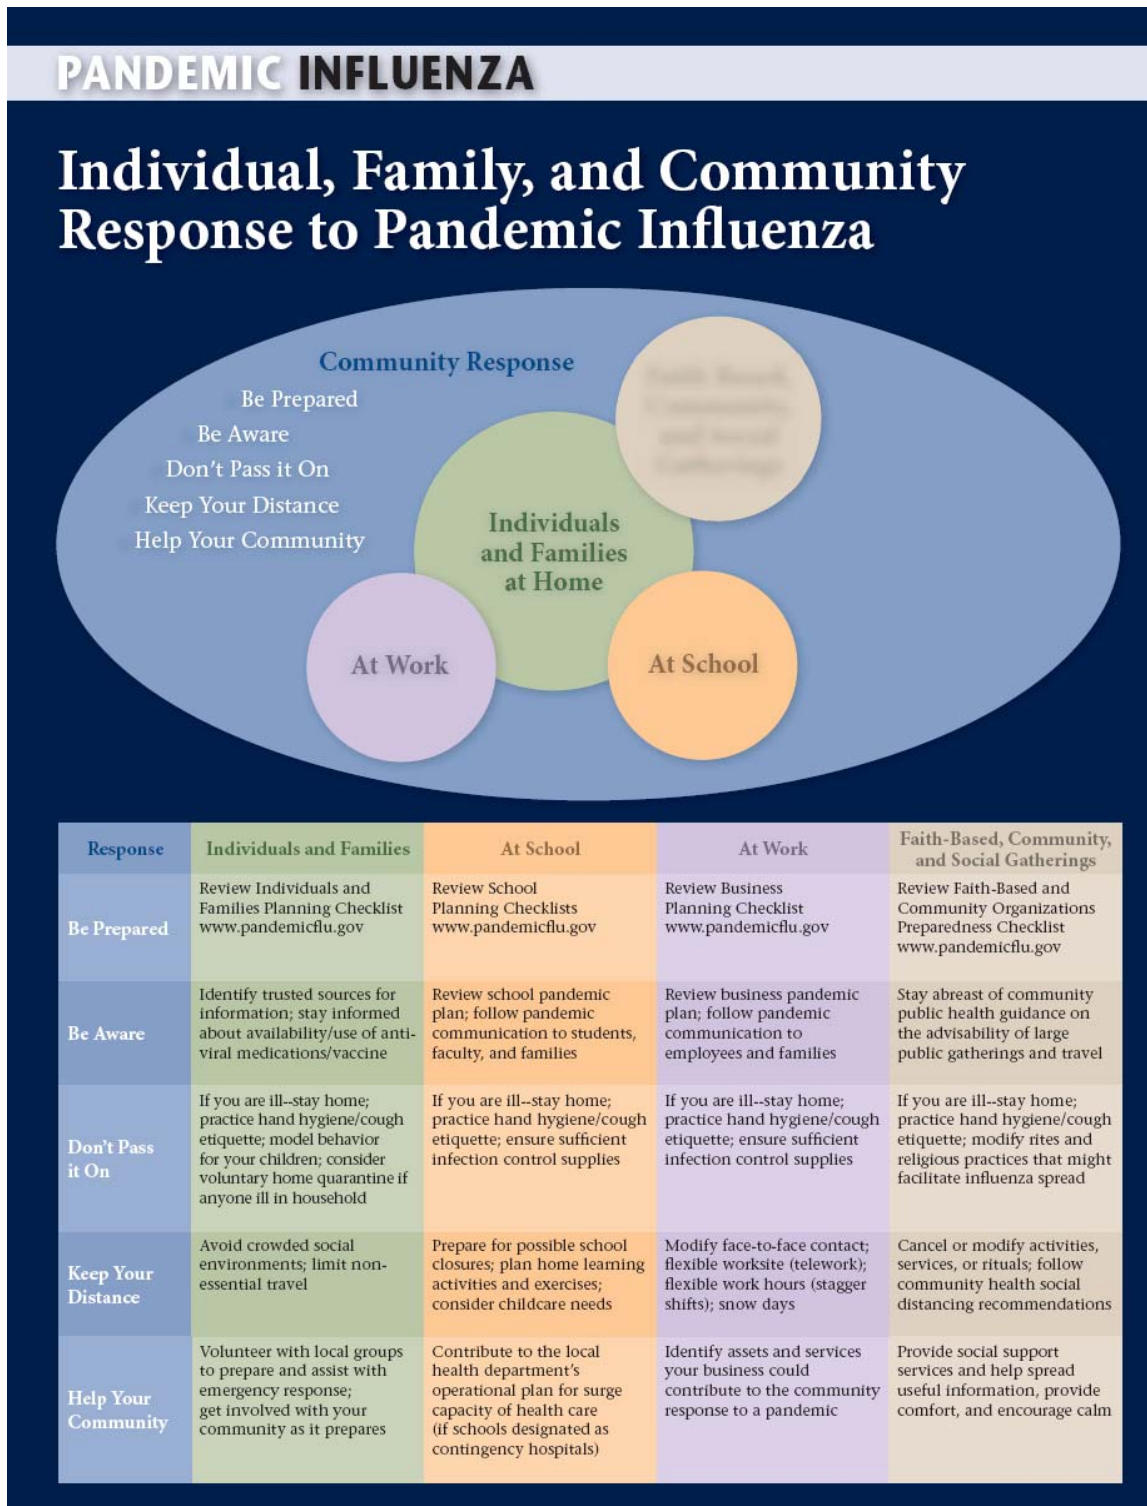 PANDEMIC INFLUENZA
Individual, Family, and Community
Response to Pandemic Influenza
Community Response
Be Prepared
Be Aware
Don't Pass it On
Keep Your Distance
Help Your Community
Individuals
and Families
at Home
At Work
At School
Response
Individuals and Families
At School
At Work
Faith-Based, Community,
and Social Gatherings
Be Prepared
Review Individuals and
Families Planning Checklist
www.pandemicflu.gov
Review School
Planning Checklists
www.pandemicflu.gov
Review Business
Planning Checklist
www.pandemicflu.gov
Review Faith-Based and
Community Organizations
Preparedness Checklist
www.pandemicflu.gov
Be Aware
Identify trusted sources for
information; stay informed
about availability/use of anti-
viral medications/vaccine
Review school pandemic
plan; follow pandemic
communication to students,
faculty, and families
Review business pandemic
plan; follow pandemic
communication to
employees and families
Stay abreast of community
public health guidance on
the advisability of large
public gatherings and travel
Don't Pass
it On
If you are ill--stay home;
practice hand hygiene/cough
etiquette; model behavior
for your children; consider
voluntary home quarantine if
anyone ill in household
If you are ill--stay home;
practice hand hygiene/cough
etiquette; ensure sufficient
infection control supplies
If you are ill--stay home;
practice hand hygiene/cough
etiquette; ensure sufficient
infection control supplies
If you are ill--stay home;
practice hand hygiene/cough
etiquette; modify rites and
religious practices that might
facilitate influenza spread
Keep Your
Distance
Avoid crowded social
environments; limit non-
essential travel
Prepare for possible school
closures; plan home learning
activities and exercises;
consider childcare needs
Modify face-to-face contact;
flexible worksite (telework);
flexible work hours (stagger
shifts); snow days
Cancel or modify activities,
services, or rituals; follow
community health social
distancing recommendations
Help Your
Community
Volunteer with local groups
to prepare and assist with
emergency response;
get involved with your
community as it prepares
Contribute to the local
health department's
operational plan for surge
capacity of health care
(if schools designated as
contingency hospitals)
Identify assets and services
your business could
contribute to the community
response to a pandemic
Provide social support
services and help spread
useful information, provide
comfort, and encourage calm